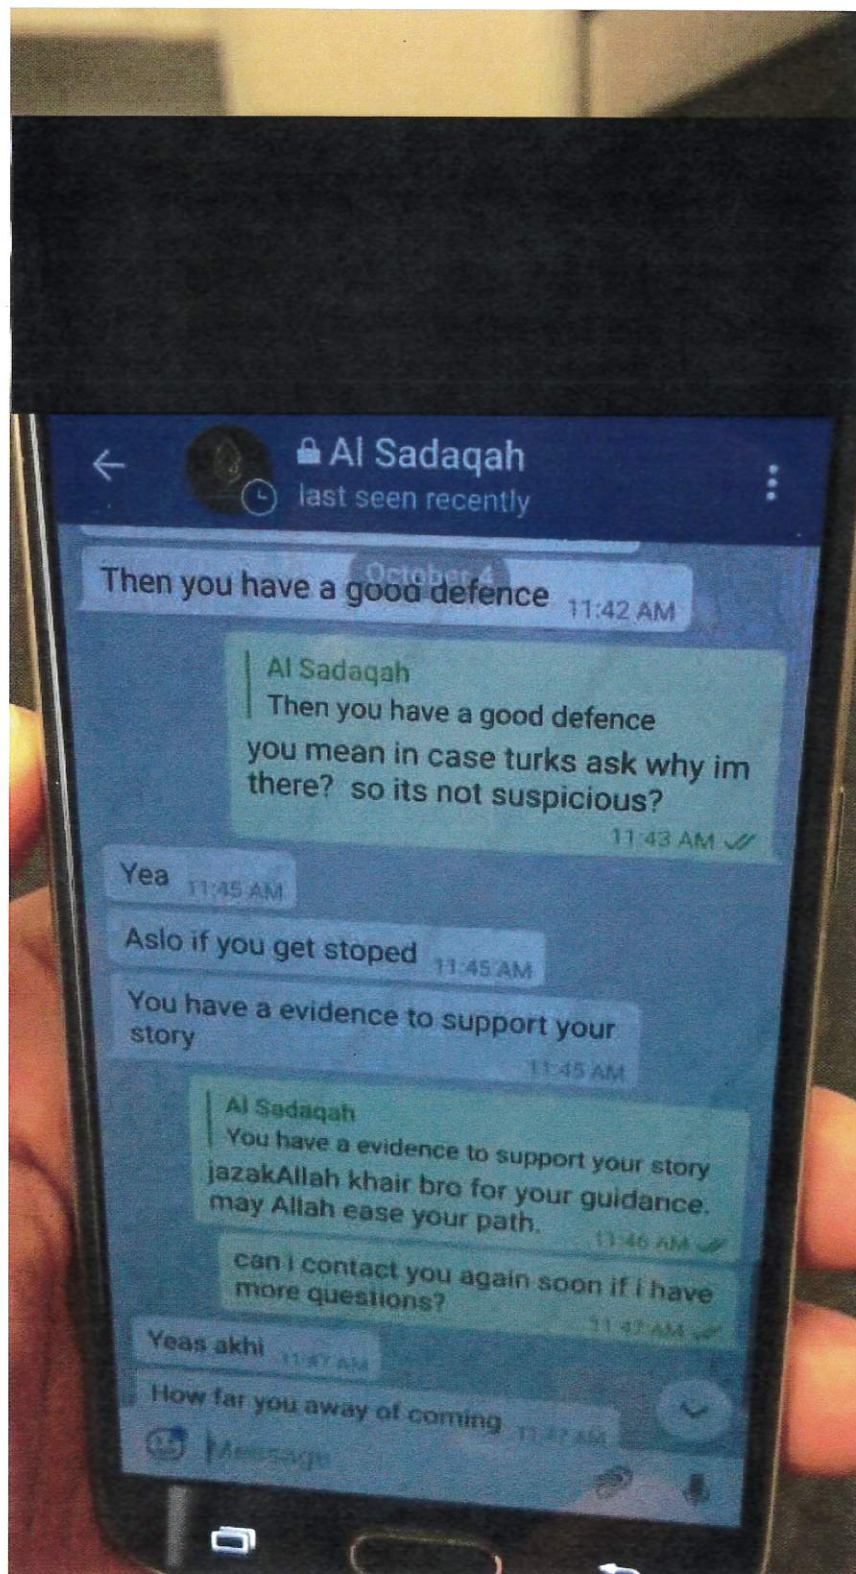 Al Sadaqah
last seen recently
October 4
Then you have a good defence 11:42 AM
Al Sadaqah
Then you have a good defence
you mean in case turks ask why im
there? so its not suspicious?
11:43 AM
Yea 11:45 AM
Aslo if you get stoped 11:45 AM
You have a evidence to support your
story
11:45 AM
Al Sadaqah
You have a evidence to support your story
jazakAllah khair bro for your guidance.
may Allah ease your path.
11:46 AM
can i contact you again soon if i have
more questions?
11:47 AM
Yeas akhi 11:47 AM
How far you away of coming 11:47 AM
Message